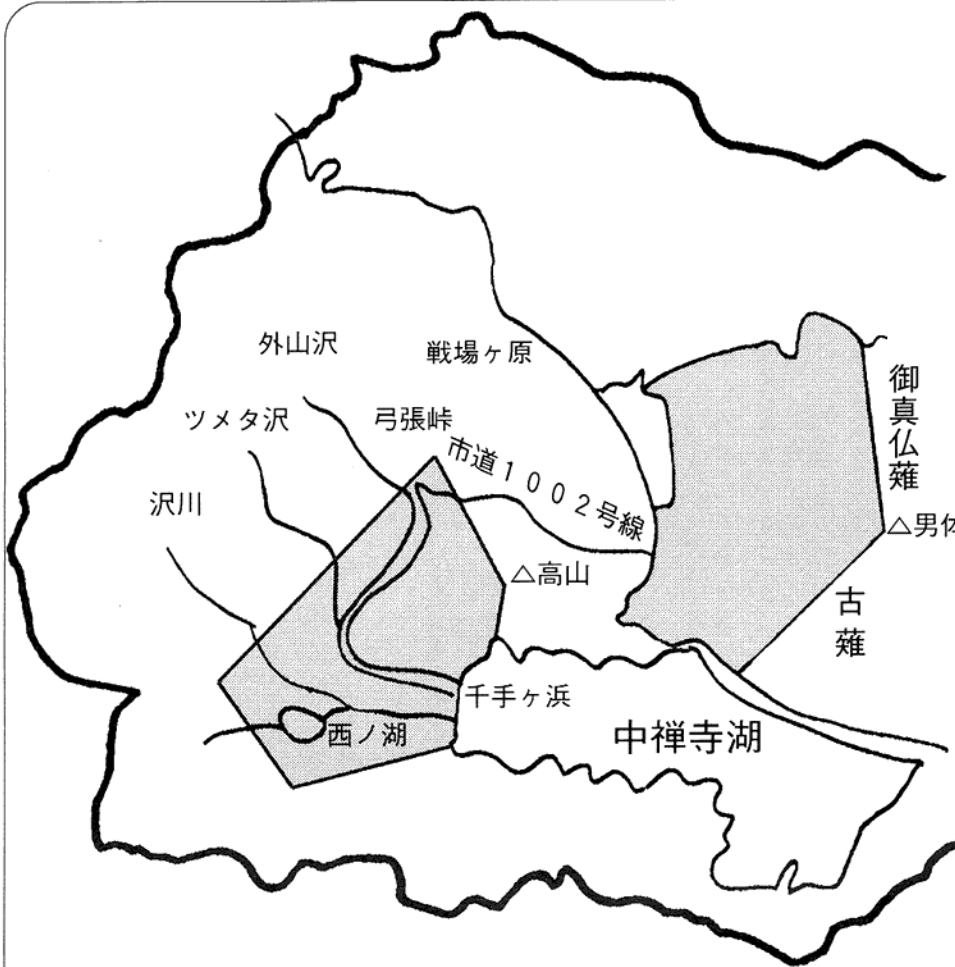 外山沢
戦場ヶ原
御真仏薙
ツメタ沢
弓張峠
市道1002号線
沢川
△男体
△高山
古薙
千手ヶ浜
西ノ湖
中禅寺湖